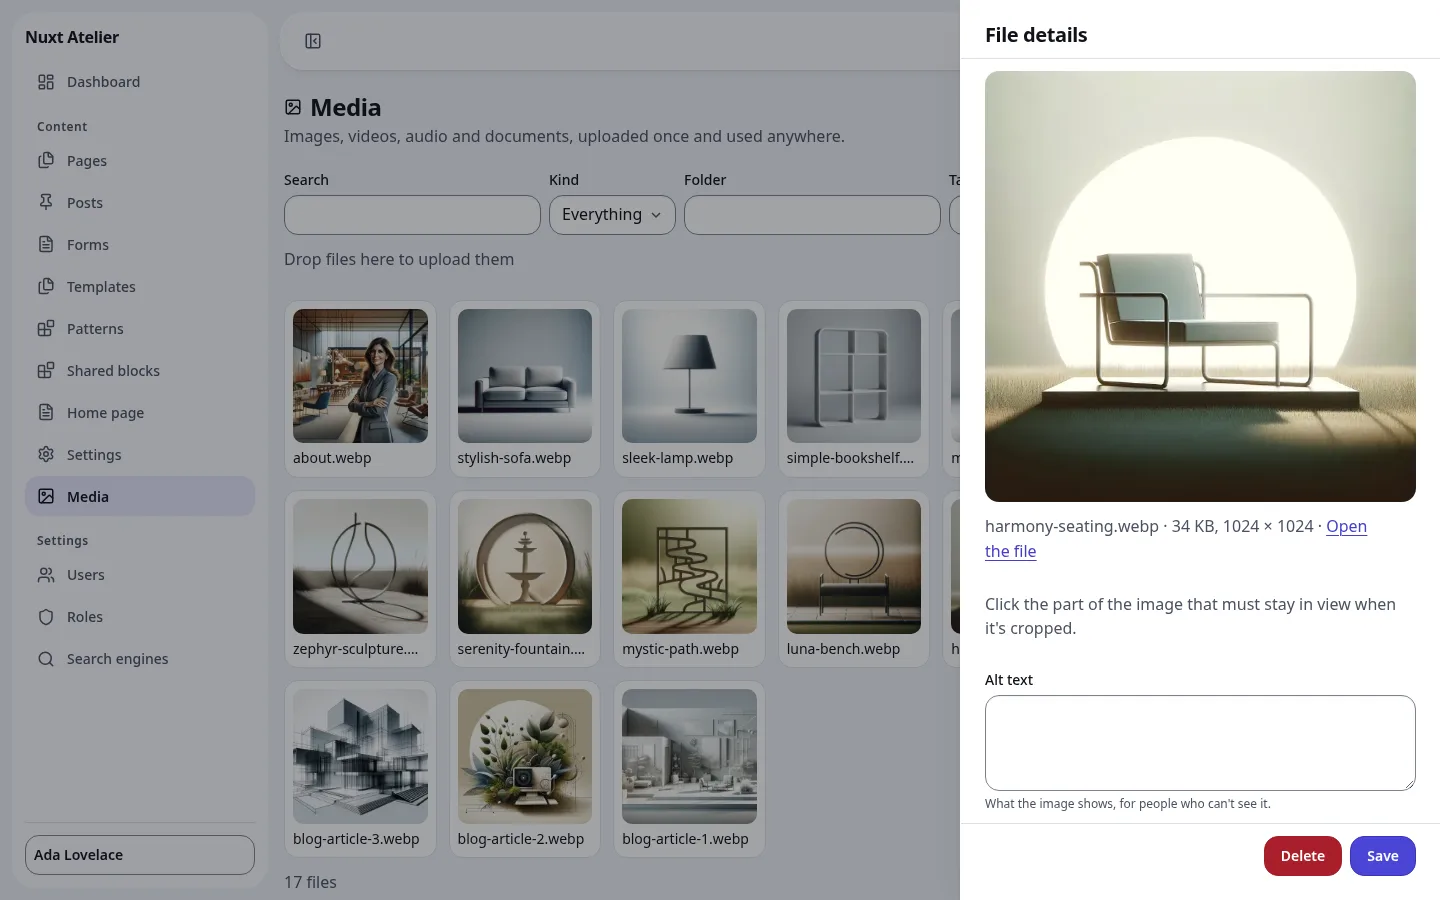 Nuxt Atelier
Dashboard
Content
Pages
Posts
Forms
Templates
Patterns
Shared blocks
Home page
Settings
Media
Settings
Users
Roles
Search engines
Ada Lovelace
Media
Images, videos, audio and documents, uploaded once and used anywhere.
Search
Kind
Folder
Everything
Drop files here to upload them
about.webp
stylish-sofa.webp
sleek-lamp.webp
simple-bookshelf....
zephyr-sculpture....
serenity-fountain....
mystic-path.webp
luna-bench.webp
blog-article-3.webp
blog-article-2.webp
blog-article-1.webp
17 files
File details
harmony-seating.webp · 34 KB, 1024 × 1024 · Open
the file
Click the part of the image that must stay in view when
it's cropped.
Alt text
What the image shows, for people who can't see it.
Delete
Save